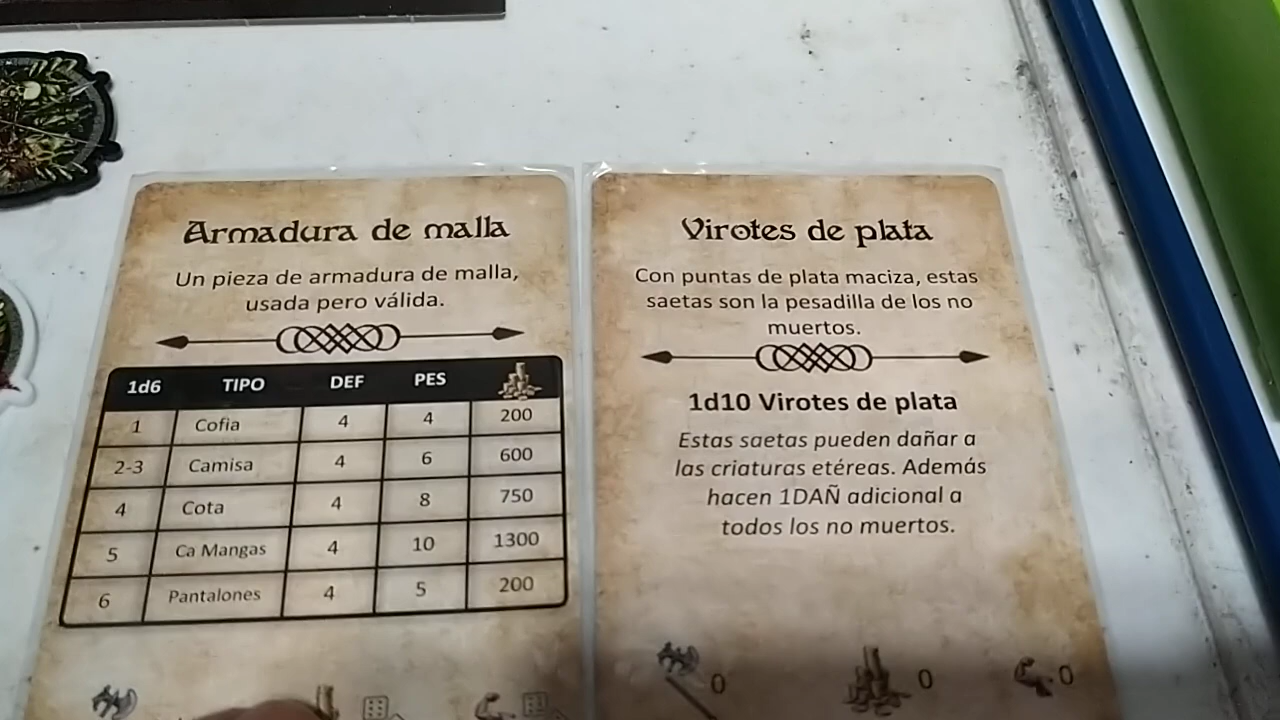 Armadura de malla
Un pieza de armadura de malla,
usada pero válida.
1d6 TIPO DEF PES
1 Cofia 4 4 200
2-3 Camisa 4 6 600
4 Cota 4 8 750
5 Ca Mangas 4 10 1300
6 Pantalones 4 5 200
Virotes de plata
Con puntas de plata maciza, estas
saetas son la pesadilla de los no
muertos.
1d10 Virotes de plata
Estas saetas pueden dañar a
las criaturas etéreas. Además
hacen 1DAÑ adicional a
todos los no muertos.
0 0 0